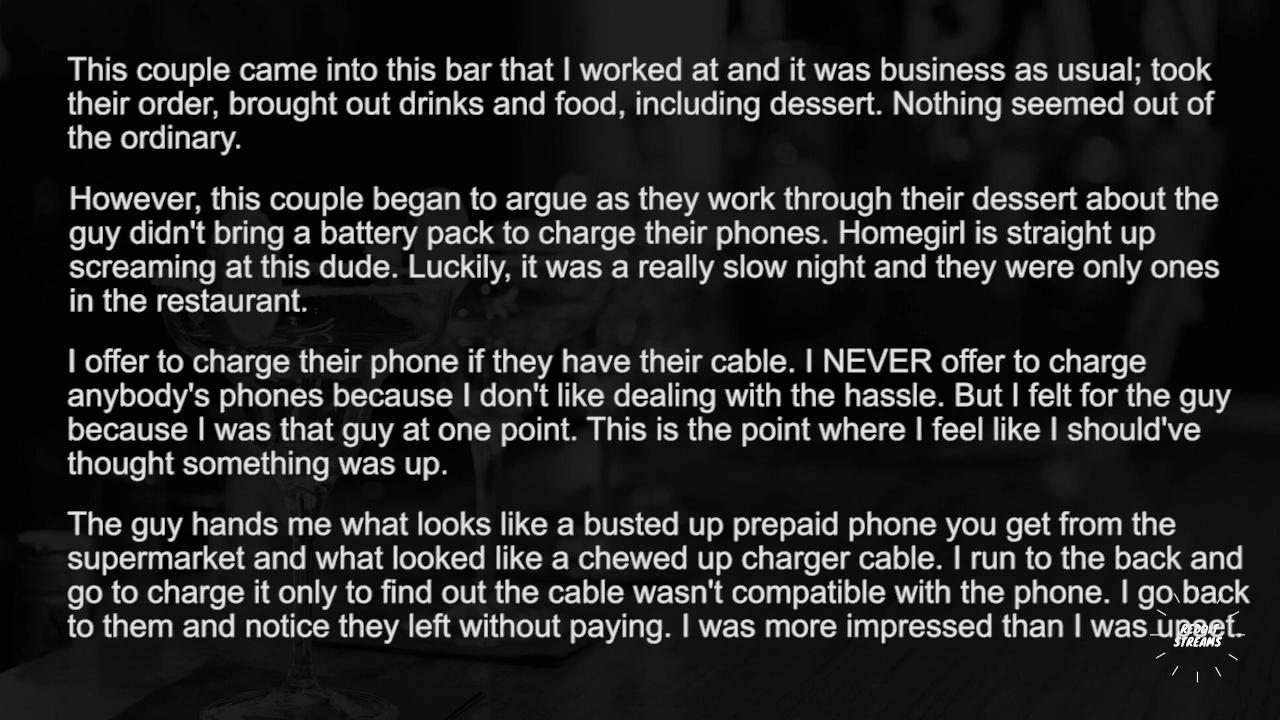 This couple came into this bar that I worked at and it was business as usual; took
their order, brought out drinks and food, including dessert. Nothing seemed out of
the ordinary.
However, this couple began to argue as they work through their dessert about the
guy didn't bring a battery pack to charge their phones. Homegirl is straight up
screaming at this dude. Luckily, it was a really slow night and they were only ones
in the restaurant.
I offer to charge their phone if they have their cable. I NEVER offer to charge
anybody's phones because I don't like dealing with the hassle. But I felt for the guy
because I was that guy at one point. This is the point where I feel like I should've
thought something was up.
The guy hands me what looks like a busted up prepaid phone you get from the
supermarket and what looked like a chewed up charger cable. I run to the back and
go to charge it only to find out the cable wasn't compatible with the phone. I go back
to them and notice they left without paying. I was more impressed than I was upset.
REDDIT
STREAMS